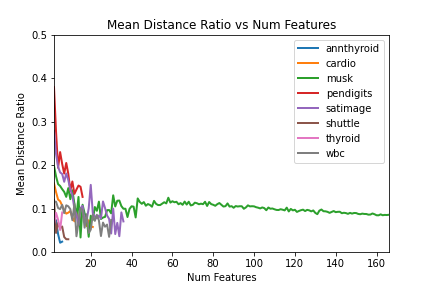 Mean Distance Ratio vs Num Features
0.5
0.4
0.3
0.2
0.1
0.0
Mean Distance Ratio
annthyroid
cardio
musk
pendigits
satimage
shuttle
thyroid
wbc
20 40 60 80 100 120 140 160
Num Features